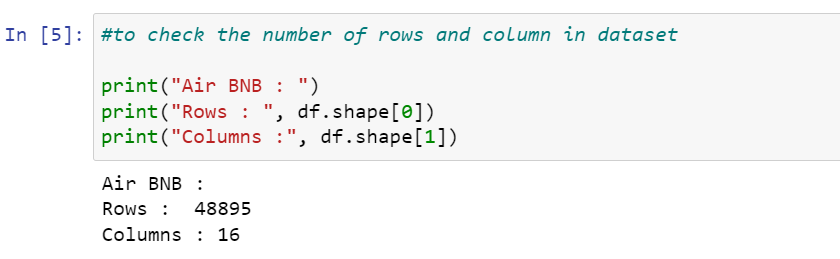 In [5]: #to check the number of rows and column in dataset
print("Air BNB : ")
print("Rows : ", df.shape[0])
print("Columns :", df.shape[1])
Air BNB :
Rows :  48895
Columns : 16